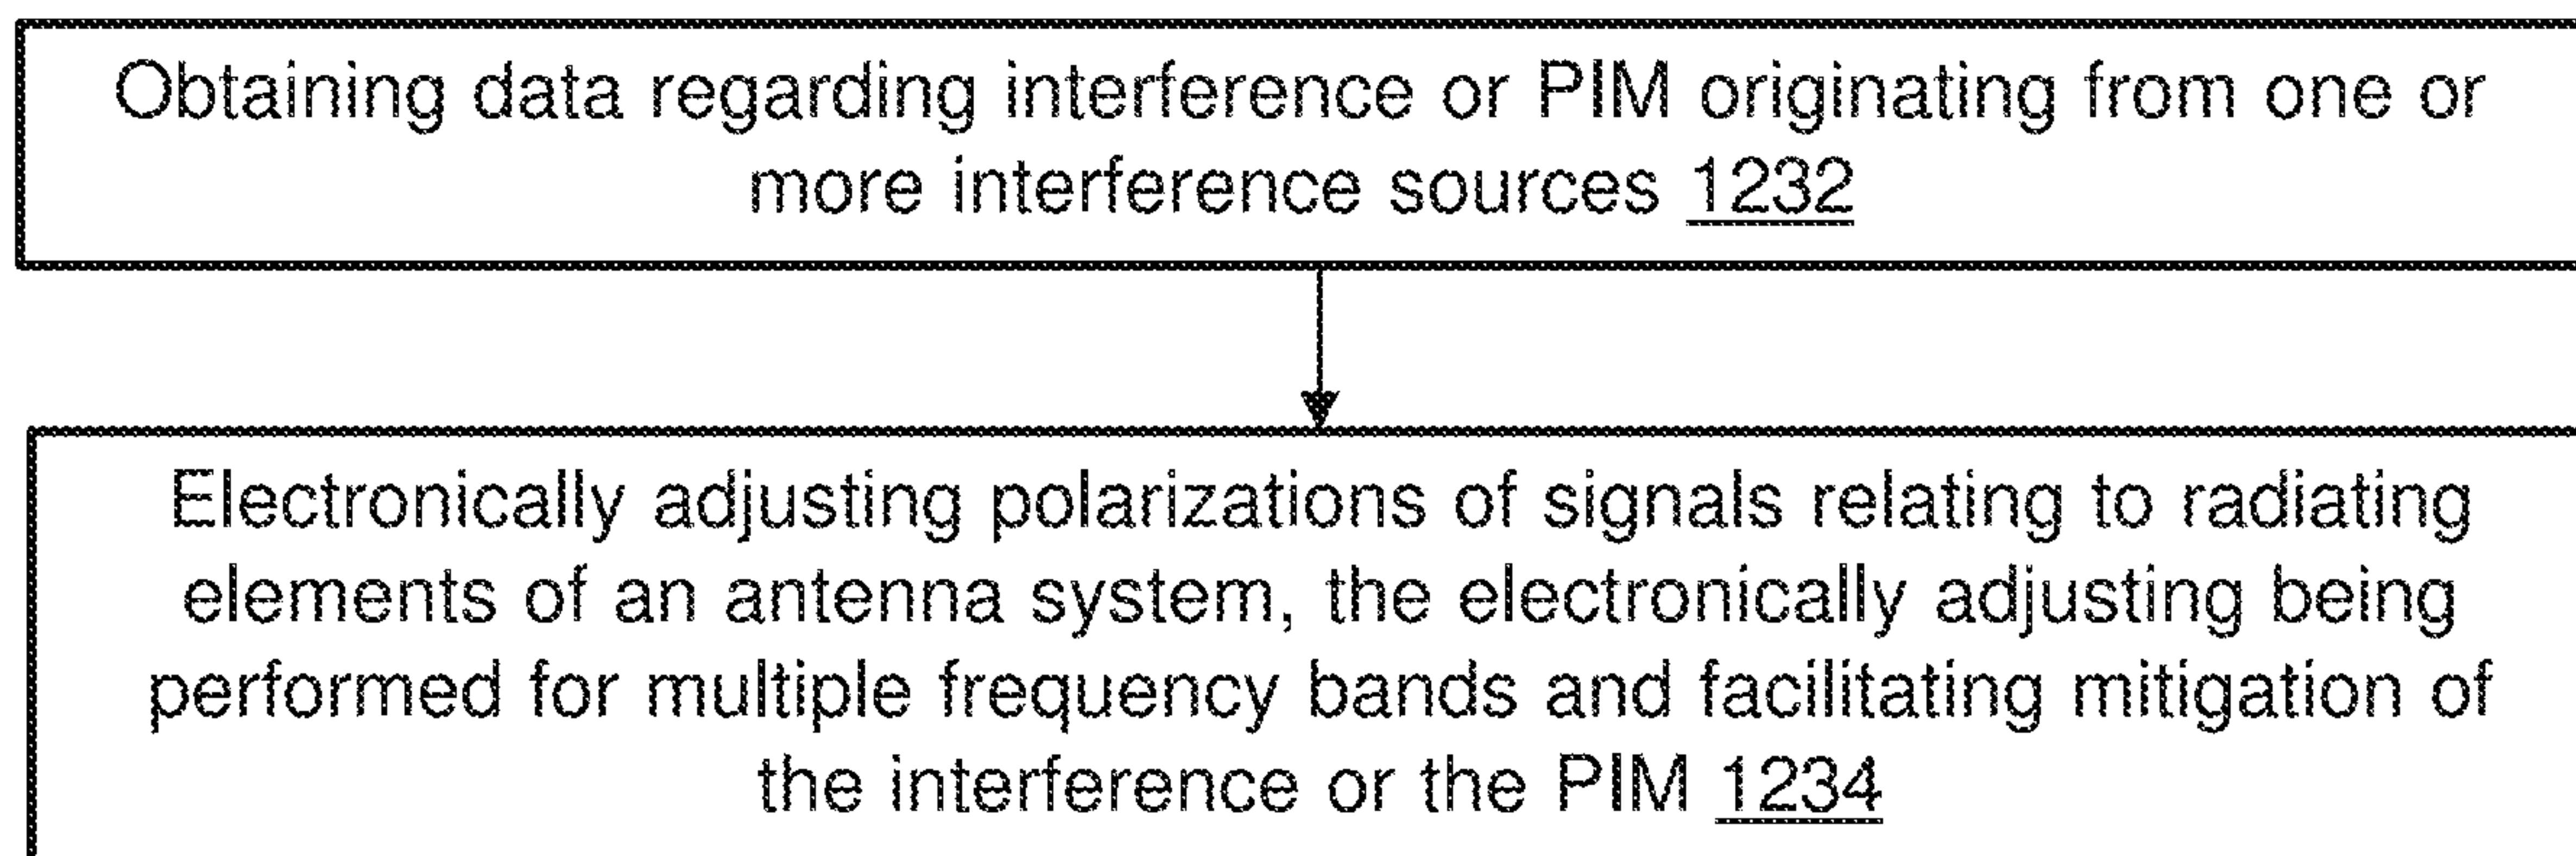 Obtaining data regarding interference or PIM originating from one or
more interference sources 1232
Electronically adjusting polarizations of signals relating to radiating
elements of an antenna system, the electronically adjusting being
performed for multiple frequency bands and facilitating mitigation of
the interference or the PIM 1234